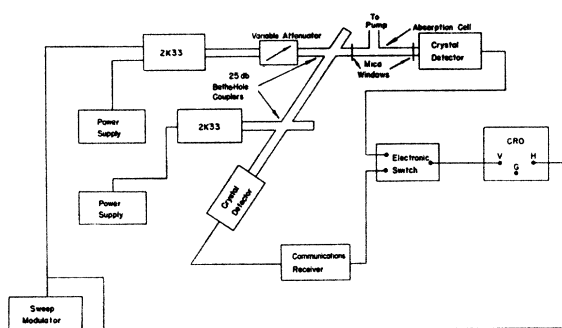 To
Pump
Variable Attenuator
Absorption Cell
2K33
Crystal
Detector
25 db
Bethe-Hole
Couplers
Mica
Windows
Power
Supply
2K33
Electronic
Switch
CRO
V
H
G
Power
Supply
Crystal
Detector
Communications
Receiver
Sweep
Modulator